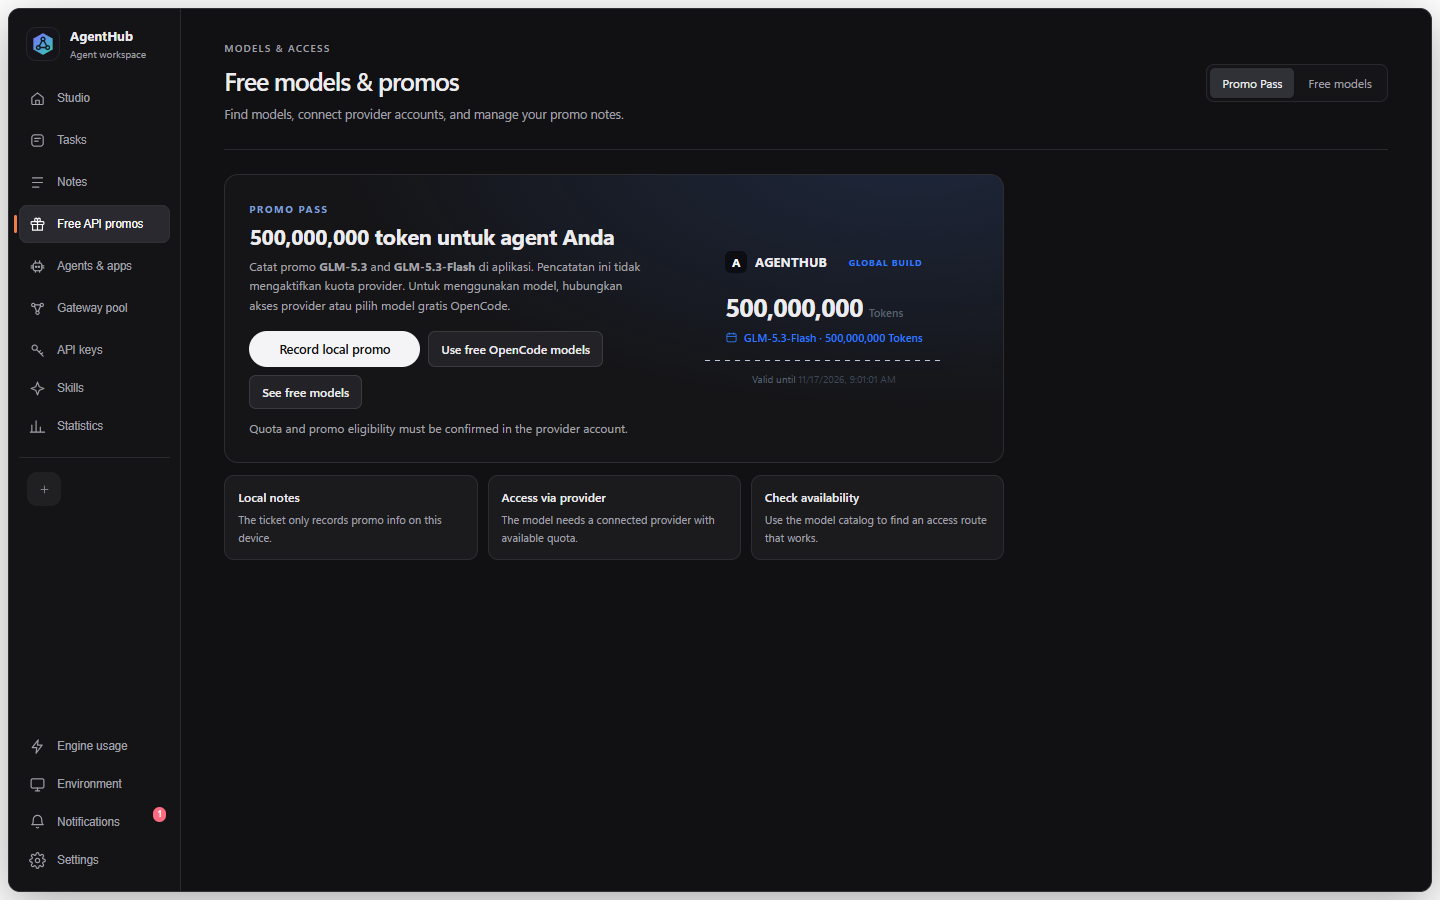 AgentHub
Agent workspace
Studio
Tasks
Notes
Free API promos
Agents & apps
Gateway pool
API keys
Skills
Statistics
+
Engine usage
Environment
Notifications
1
Settings
MODELS & ACCESS
Free models & promos
Find models, connect provider accounts, and manage your promo notes.
Promo Pass
Free models
PROMO PASS
500,000,000 token untuk agent Anda
Catat promo GLM-5.3 and GLM-5.3-Flash di aplikasi. Pencatatan ini tidak
mengaktifkan kuota provider. Untuk menggunakan model, hubungkan
akses provider atau pilih model gratis OpenCode.
Record local promo
Use free OpenCode models
See free models
Quota and promo eligibility must be confirmed in the provider account.
A AGENTHUB GLOBAL BUILD
500,000,000 Tokens
GLM-5.3-Flash · 500,000,000 Tokens
Valid until 11/17/2026, 9:01:01 AM
Local notes
The ticket only records promo info on this
device.
Access via provider
The model needs a connected provider with
available quota.
Check availability
Use the model catalog to find an access route
that works.